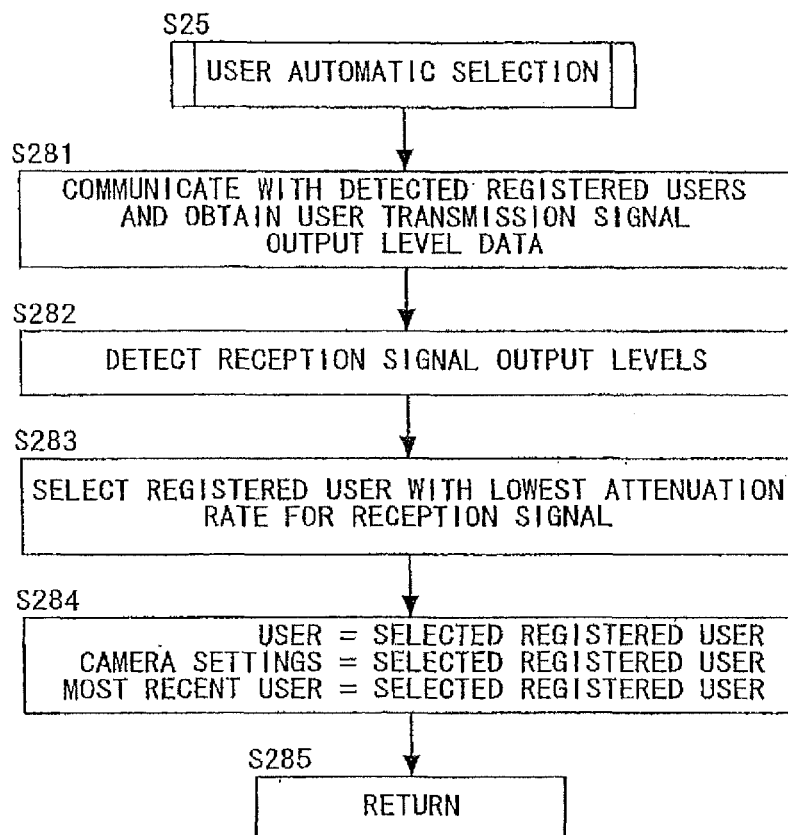 S25
USER AUTOMATIC SELECTION
S281
COMMUNICATE WITH DETECTED REGISTERED USERS
AND OBTAIN USER TRANSMISSION SIGNAL
OUTPUT LEVEL DATA
S282
DETECT RECEPTION SIGNAL OUTPUT LEVELS
S283
SELECT REGISTERED USER WITH LOWEST ATTENUATION
RATE FOR RECEPTION SIGNAL
S284
USER = SELECTED REGISTERED USER
CAMERA SETTINGS = SELECTED REGISTERED USER
MOST RECENT USER = SELECTED REGISTERED USER
S285
RETURN